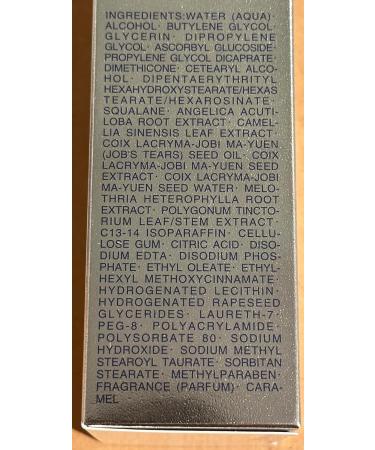 INGREDIENTS:WATER (AQUA)·
ALCOHOL· BUTYLENE GLYCOL·
GLYCERIN· DIPROPYLENE
GLYCOL· ASCORBYL GLUCOSIDE·
PROPYLENE GLYCOL DICAPRATE·
DIMETHICONE· CETEARYL ALCO-
HOL· DIPENTAERYTHRITYL
HEXAHYDROXYSTEARATE/HEXAS
TEARATE/HEXAROSINATE·
SQUALANE· ANGELICA ACUTI-
LOBA ROOT EXTRACT· CAMEL-
LIA SINENSIS LEAF EXTRACT·
COIX LACRYMA-JOBI MA-YUEN
(JOB'S TEARS) SEED OIL· COIX
LACRYMA-JOBI MA-YUEN SEED
EXTRACT· COIX LACRYMA-JOBI
MA-YUEN SEED WATER· MELO-
THRIA HETEROPHYLLA ROOT
EXTRACT· POLYGONUM TINCTO-
RIUM LEAF/STEM EXTRACT·
C13-14 ISOPARAFFIN· CELLU-
LOSE GUM· CITRIC ACID· DISO-
DIUM EDTA· DISODIUM PHOS-
PHATE· ETHYL OLEATE· ETHYL-
HEXYL METHOXYCINNAMATE·
HYDROGENATED LECITHIN·
HYDROGENATED RAPESEED
GLYCERIDES· LAURETH-7·
PEG-8· POLYACRYLAMIDE·
POLYSORBATE 80· SODIUM
HYDROXIDE· SODIUM METHYL
STEAROYL TAURATE· SORBITAN
STEARATE· METHYLPARABEN·
FRAGRANCE (PARFUM)· CARA-
MEL